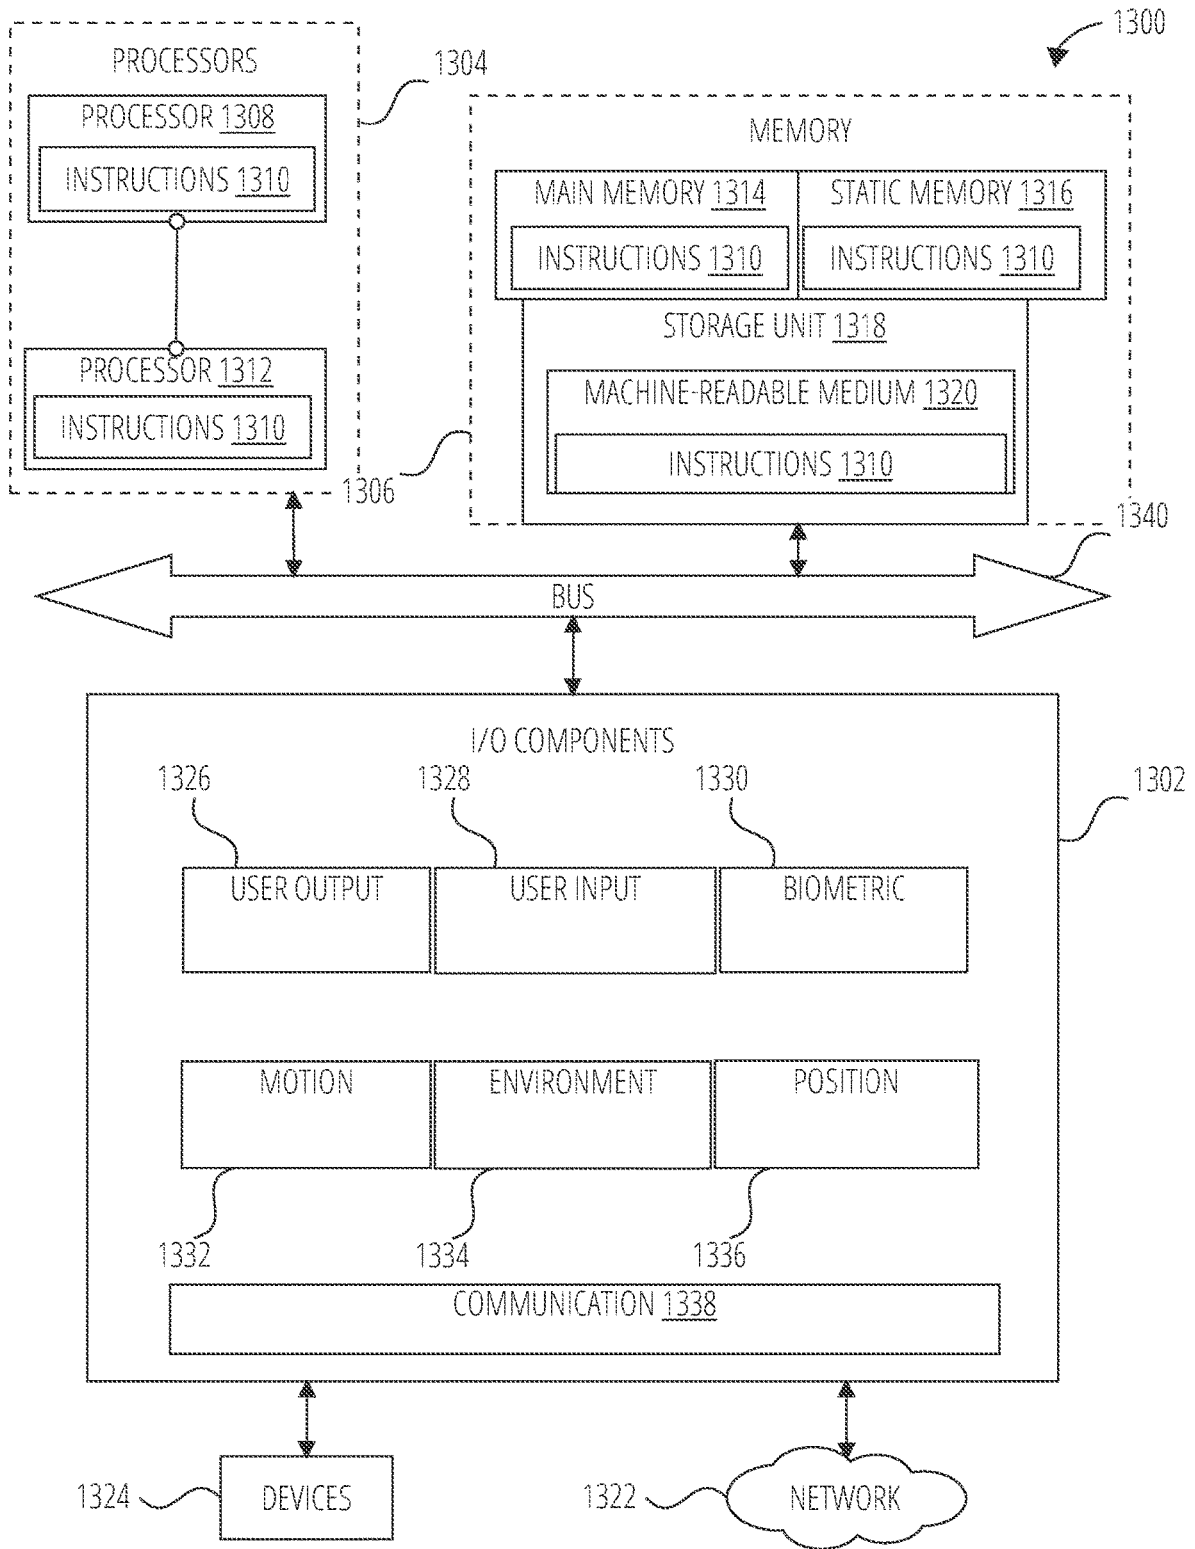 1300
PROCESSORS
1304
PROCESSOR 1308
INSTRUCTIONS 1310
PROCESSOR 1312
INSTRUCTIONS 1310
MEMORY
MAIN MEMORY 1314
INSTRUCTIONS 1310
STATIC MEMORY 1316
INSTRUCTIONS 1310
STORAGE UNIT 1318
MACHINE-READABLE MEDIUM 1320
INSTRUCTIONS 1310
1306
1340
BUS
I/O COMPONENTS
1302
1326
1328
1330
USER OUTPUT
USER INPUT
BIOMETRIC
MOTION
ENVIRONMENT
POSITION
1332
1334
1336
COMMUNICATION 1338
1324
DEVICES
1322
NETWORK